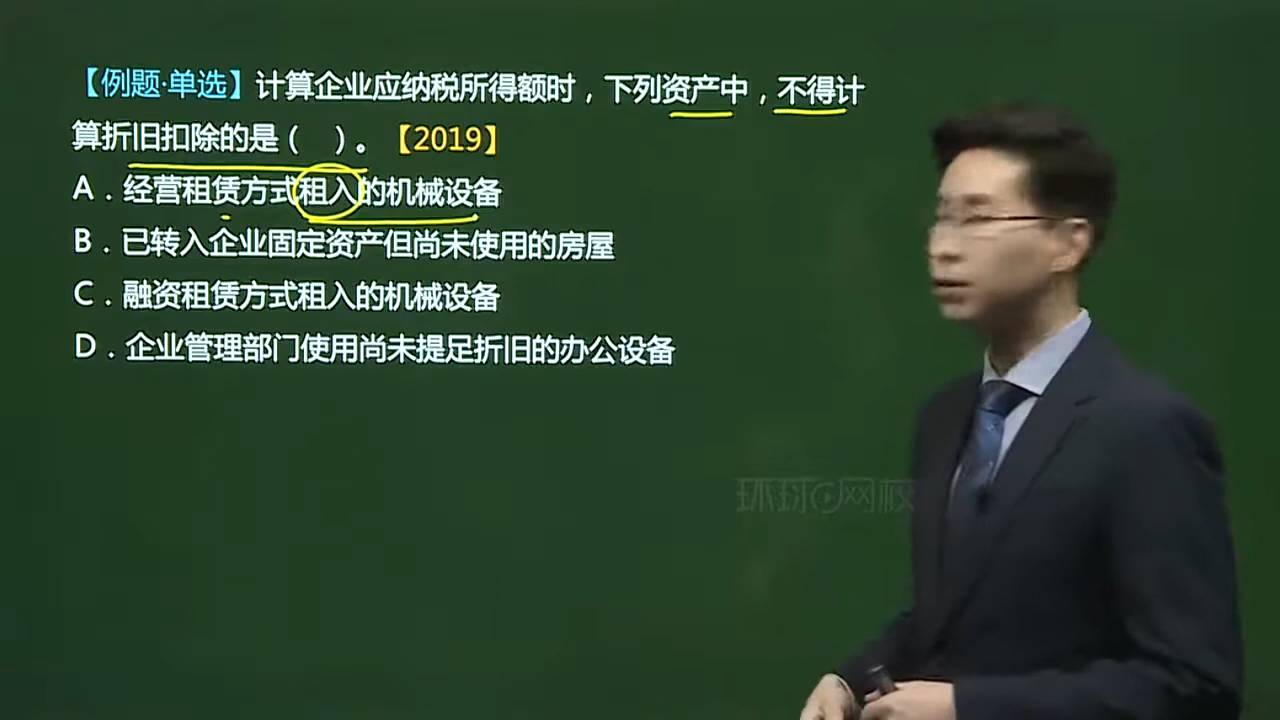 【例题·单选】计算企业应纳税所得额时，下列资产中，不得计
算折旧扣除的是（　）。【2019】
A．经营租赁方式租入的机械设备
B．已转入企业固定资产但尚未使用的房屋
C．融资租赁方式租入的机械设备
D．企业管理部门使用尚未提足折旧的办公设备
环球网校